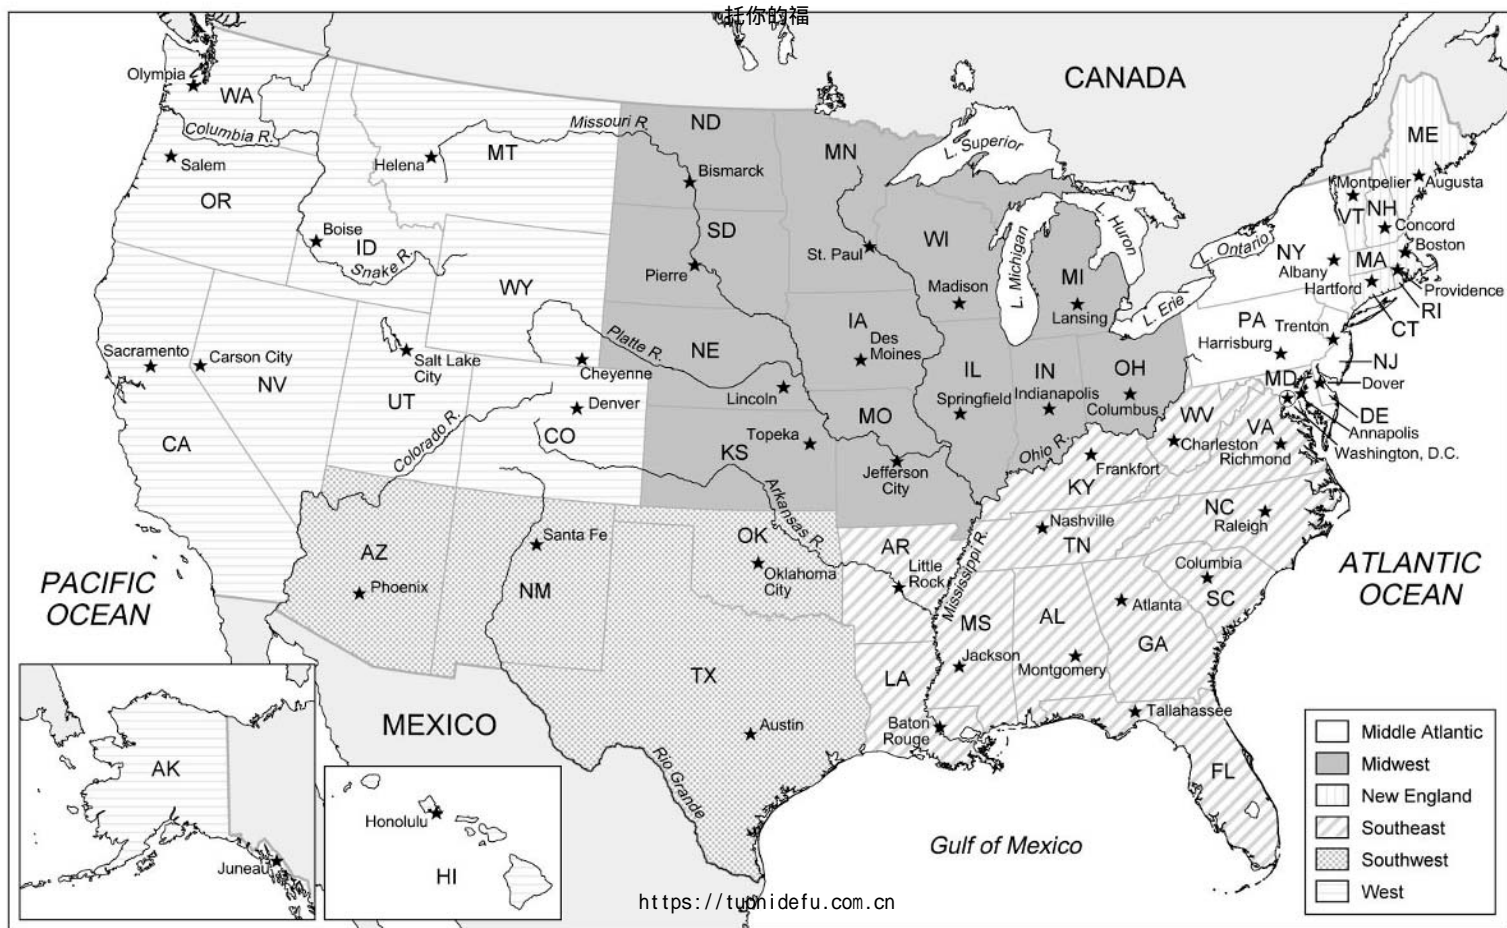 托你的福
CANADA
Olympia
WA
Columbia R.
Salem
OR
Helena
MT
Missouri R.
ND
Bismarck
MN
L. Superior
ME
Montpelier
Augusta
VT
NH
Concord
Boston
Boise
ID
Snake R.
SD
Pierre
St. Paul
WI
L. Michigan
L. Huron
MI
Lansing
L. Ontario
L. Erie
NY
Albany
MA
Hartford
Providence
RI
CT
WY
Madison
IA
Des
Moines
PA
Harrisburg
Trenton
NJ
Sacramento
Carson City
NV
Salt Lake
City
UT
Cheyenne
Platte R.
NE
Lincoln
IL
Springfield
IN
Indianapolis
OH
Columbus
MD
Dover
DE
Annapolis
Washington, D.C.
CA
Colorado R.
Denver
CO
Topeka
KS
MO
Jefferson
City
Ohio R.
WV
Charleston
VA
Richmond
Frankfort
KY
Arkansas R.
Mississippi R.
Nashville
TN
NC
Raleigh
AZ
Phoenix
Santa Fe
NM
OK
Oklahoma
City
AR
Little
Rock
Columbia
SC
Atlanta
GA
PACIFIC
OCEAN
ATLANTIC
OCEAN
MS
Jackson
AL
Montgomery
TX
Austin
LA
Baton
Rouge
Tallahassee
FL
MEXICO
Rio Grande
Gulf of Mexico
AK
Juneau
Honolulu
HI
Middle Atlantic
Midwest
New England
Southeast
Southwest
West
https://tuonidefu.com.cn